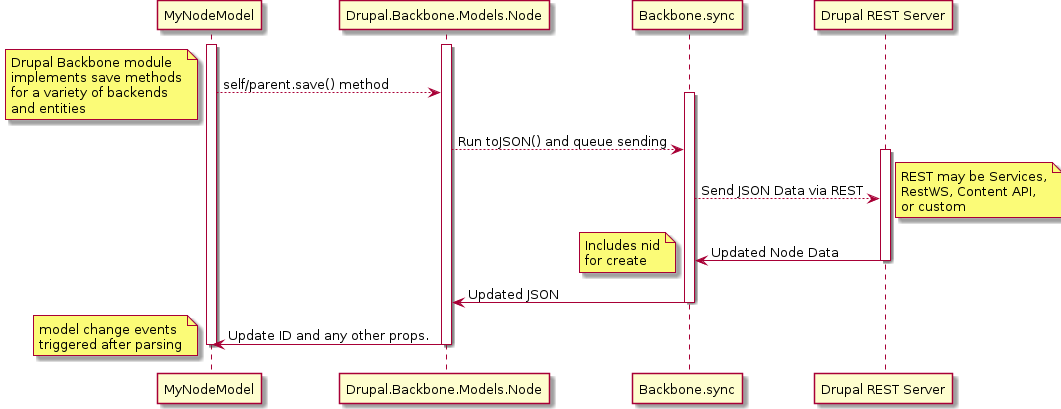 MyNodeModel
Drupal.Backbone.Models.Node
Backbone.sync
Drupal REST Server
Drupal Backbone module
implements save methods
for a variety of backends
and entities
self/parent.save() method
Run toJSON() and queue sending
Send JSON Data via REST
REST may be Services,
RestWS, Content API,
or custom
Includes nid
for create
Updated Node Data
Updated JSON
model change events
triggered after parsing
Update ID and any other props.
MyNodeModel
Drupal.Backbone.Models.Node
Backbone.sync
Drupal REST Server